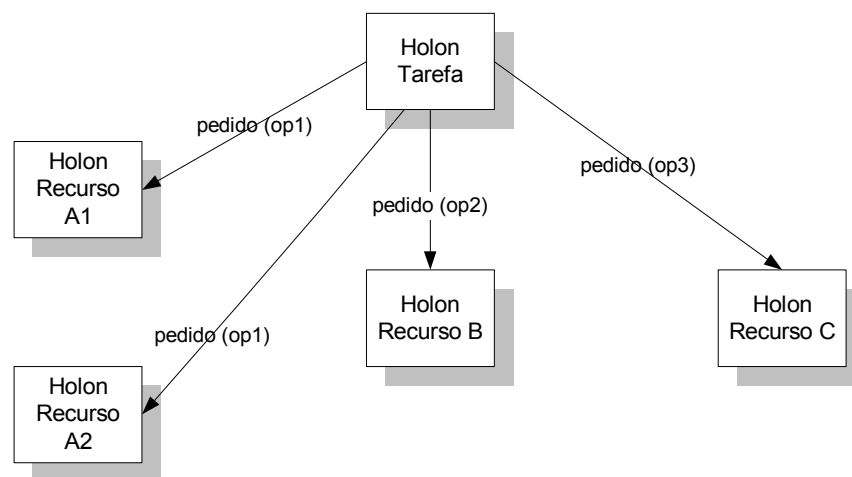 Holon
Tarefa
pedido (op1)
Holon
Recurso
A1
pedido (op3)
pedido (op2)
Holon
Recurso B
Holon
Recurso C
pedido (op1)
Holon
Recurso
A2